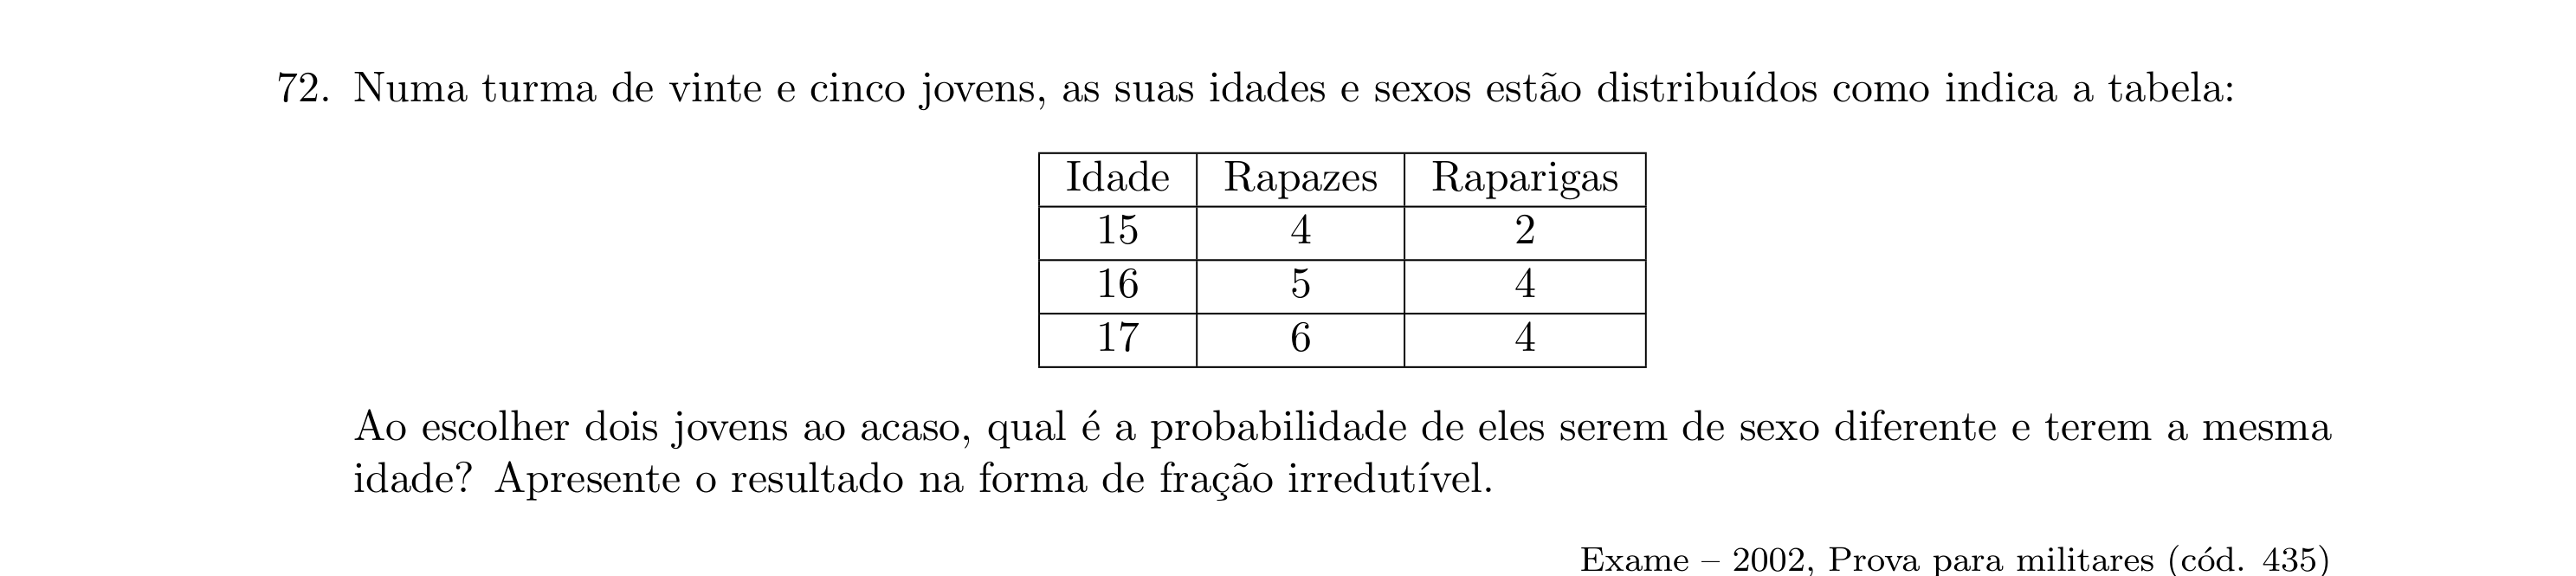 72. Numa turma de vinte e cinco jovens, as suas idades e sexos estão distribuídos como indica a tabela:
Idade Rapazes Raparigas
15 4 2
16 5 4
17 6 4
Ao escolher dois jovens ao acaso, qual é a probabilidade de eles serem de sexo diferente e terem a mesma
idade? Apresente o resultado na forma de fração irredutível.
Exame – 2002, Prova para militares (cód. 435)